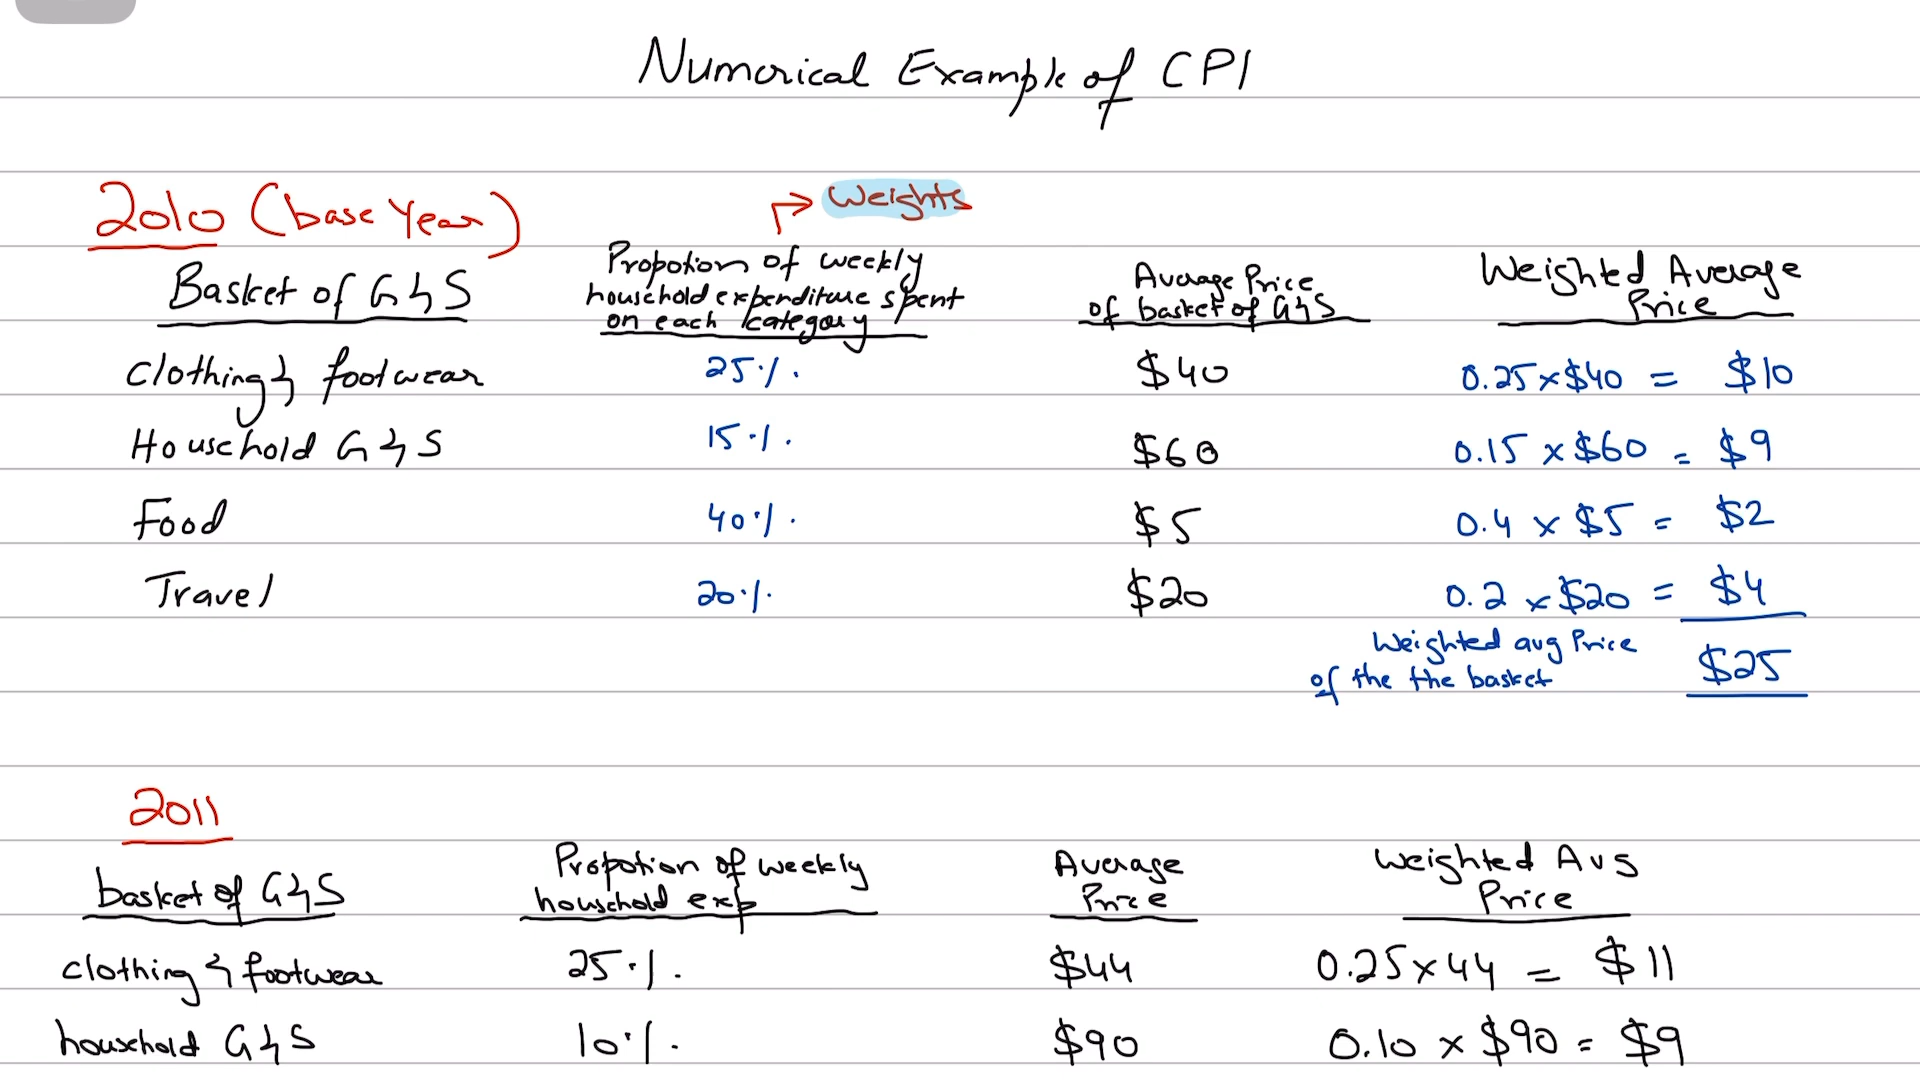 Numerical Example of CPI
2010 (base Year)
→ Weights
Basket of G & S
Propotion of weekly
household expenditure spent
on each category
Average Price
of basket of G & S
Weighted Average
Price
Clothing & footwear 25% $40 0.25 x $40 = $10
Household G & S 15% $60 0.15 x $60 = $9
Food 40% $5 0.4 x $5 = $2
Travel 20% $20 0.2 x $20 = $4
Weighted avg Price
of the the basket $25
2011
basket of G & S
Propotion of weekly
household exp
Average
Price
Weighted Avg
Price
clothing & footwear 25% $44 0.25 x 44 = $11
household G & S 10% $90 0.10 x $90 = $9